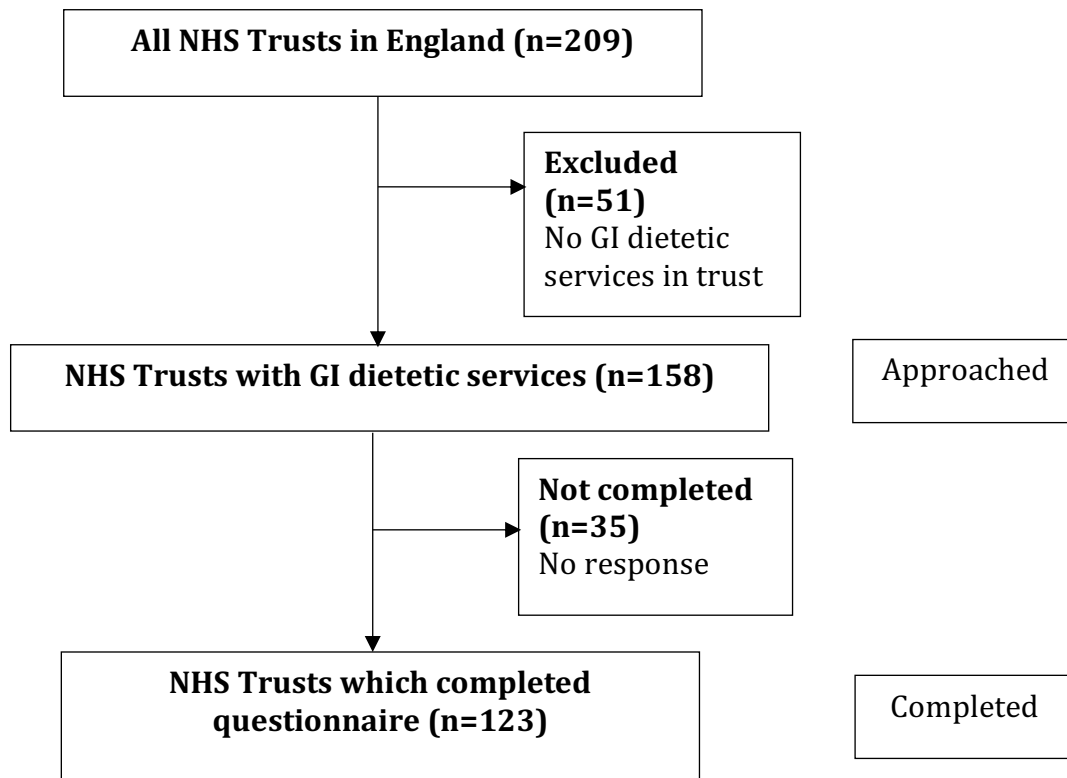 All NHS Trusts in England (n=209)
Excluded
(n=51)
No GI dietetic
services in trust
NHS Trusts with GI dietetic services (n=158)
Approached
Not completed
(n=35)
No response
NHS Trusts which completed
questionnaire (n=123)
Completed